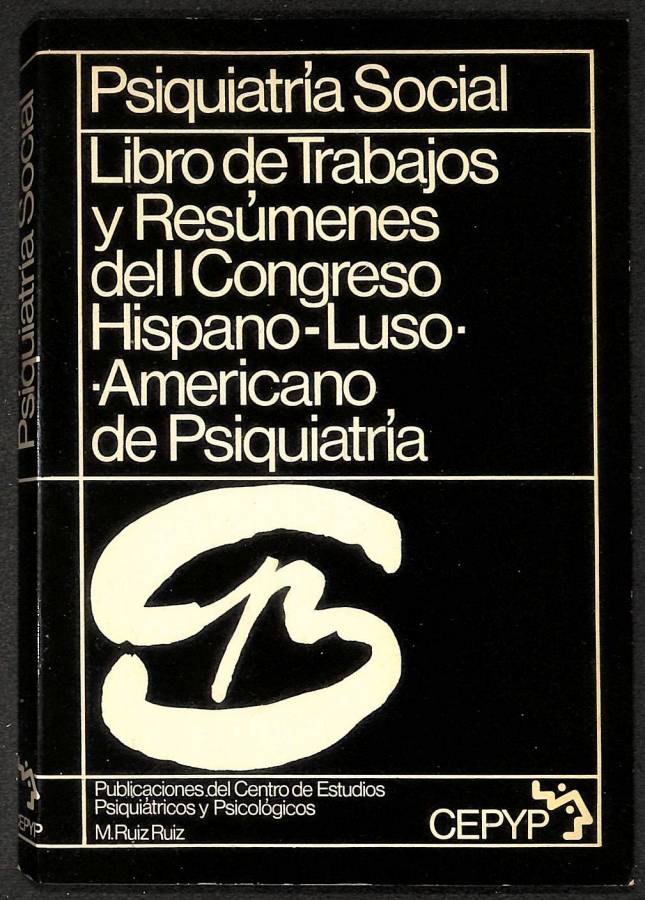 Psiquiatría Social
Libro de Trabajos
y Resúmenes
del I Congreso
Hispano-Luso-
-Americano
de Psiquiatría
Publicaciones del Centro de Estudios
Psiquiátricos y Psicológicos
M. Ruiz Ruiz
CEPYP
Psiquiatría Social
CEPYP